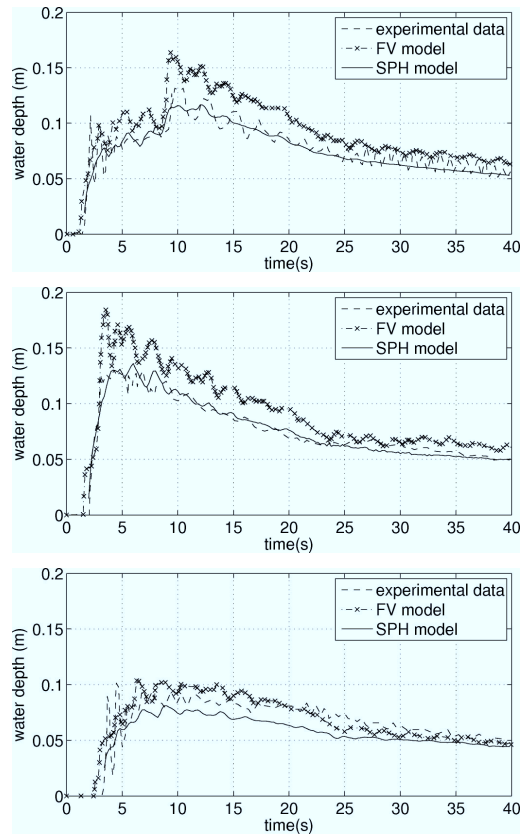 0.2
0.15
0.1
0.05
0
water depth (m)
experimental data
FV model
SPH model
0 5 10 15 20 25 30 35 40
time(s)
0.2
0.15
0.1
0.05
0
water depth (m)
experimental data
FV model
SPH model
0 5 10 15 20 25 30 35 40
time(s)
0.2
0.15
0.1
0.05
0
water depth (m)
experimental data
FV model
SPH model
0 5 10 15 20 25 30 35 40
time(s)